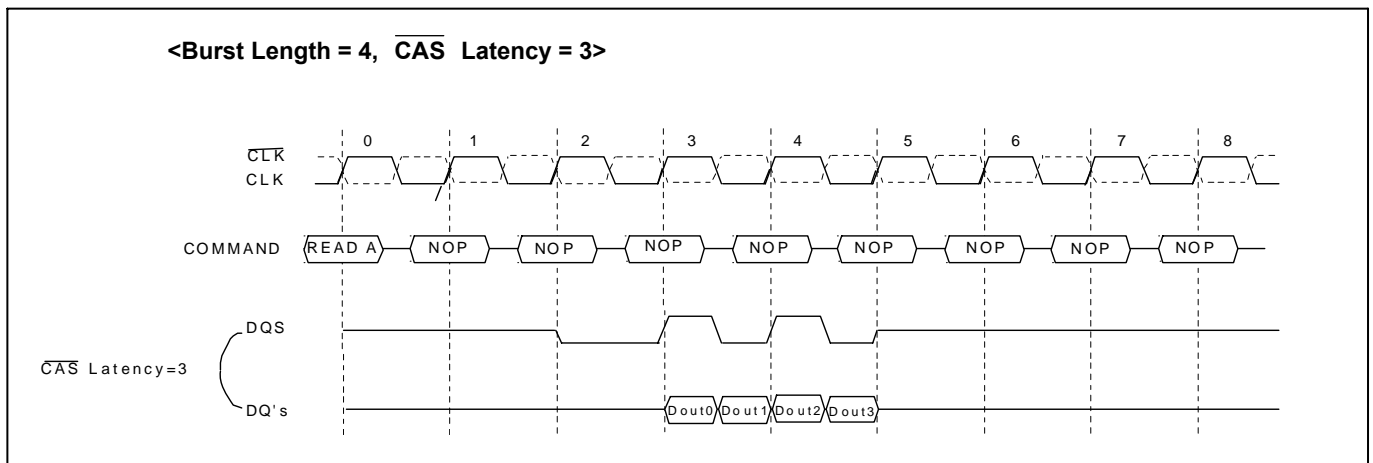 <Burst Length = 4, CAS Latency = 3>
0 1 2 3 4 5 6 7 8
CLK
CLK
COMMAND READ A NOP NOP NOP NOP NOP NOP NOP NOP
DQS
CAS Latency=3
DQ's Dout0 Dout1 Dout2 Dout3